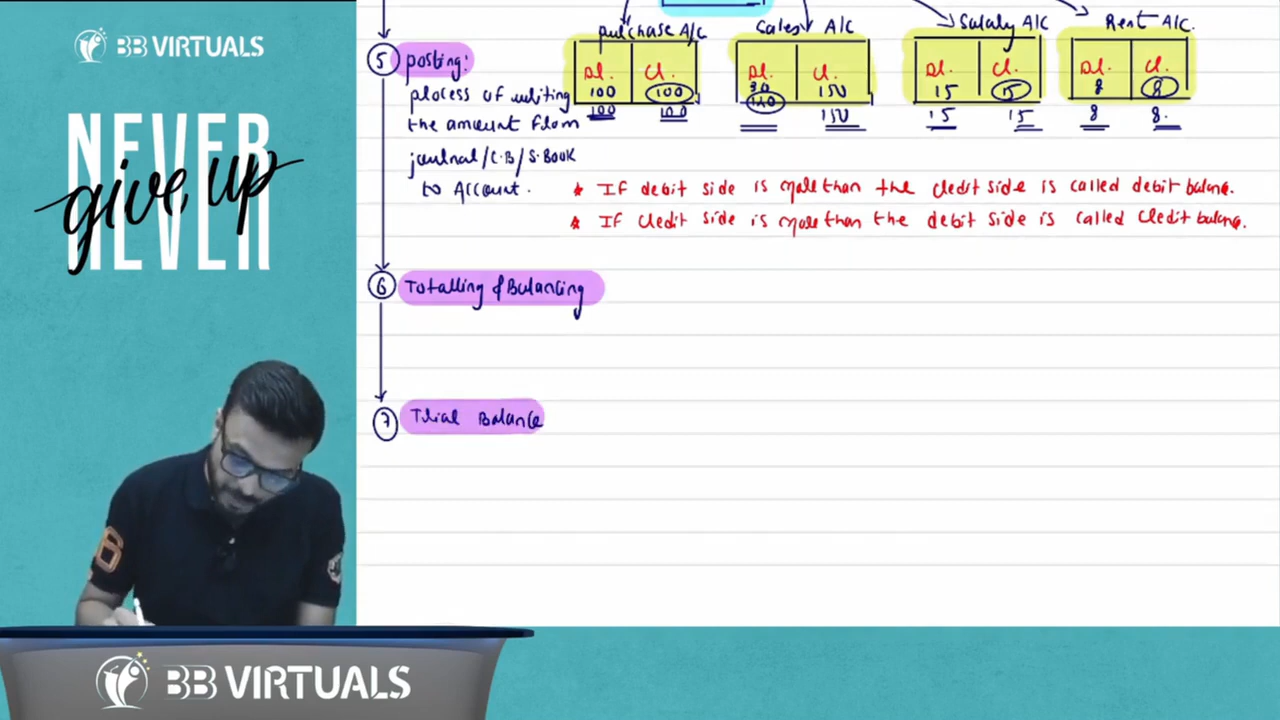 BB VIRTUALS
NEVER
give up
NEVER
Purchase A/c
Sales A/c
Salary A/c
Rent A/c.
5 posting:
Dr. Cr.
100 100
100 100
Dr. Cr.
30 150
120
150
Dr. Cr.
15 15
15 15
Dr. Cr.
8 8
8 8.
process of writing
the amount from
journal/C.B/S.Book
to Account.
* If debit side is more than the credit side is called debit balance.
* If credit side is more than the debit side is called credit balance.
6 Totalling & Balancing
7 Trial Balance
6
BB VIRTUALS